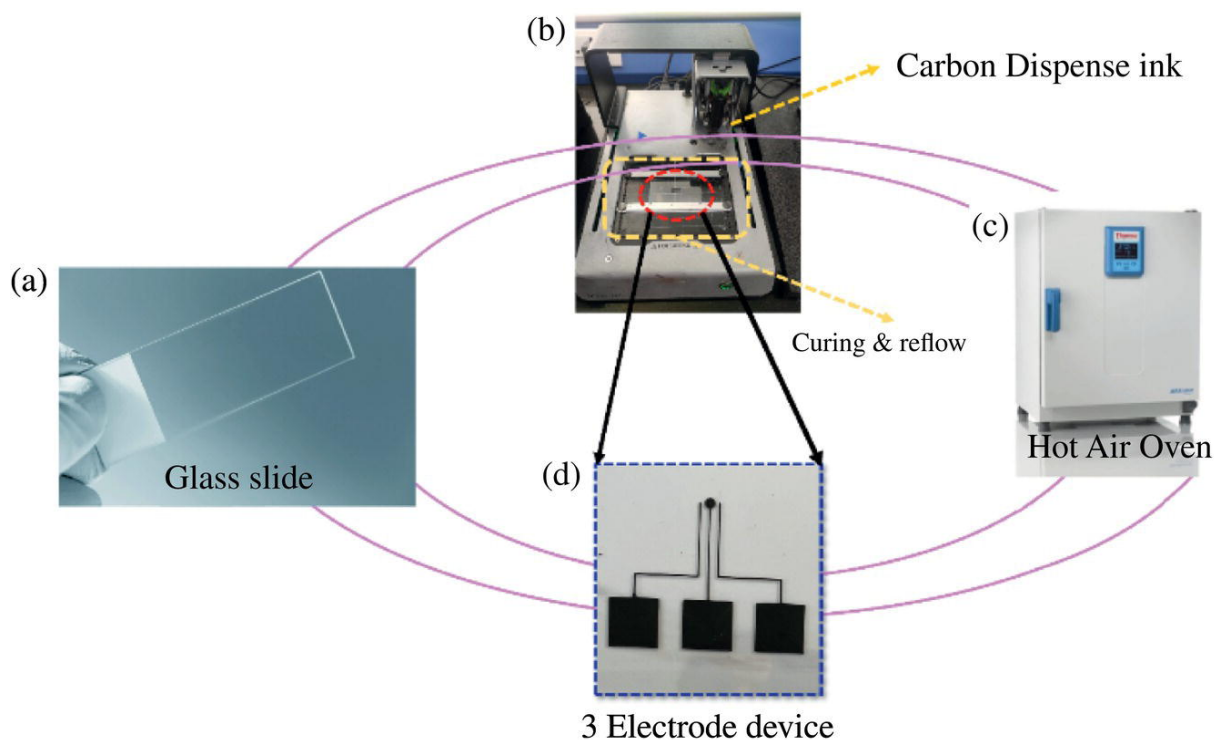 (b)
Carbon Dispense ink
(c)
(a)
Curing & reflow
Hot Air Oven
Glass slide
(d)
3 Electrode device